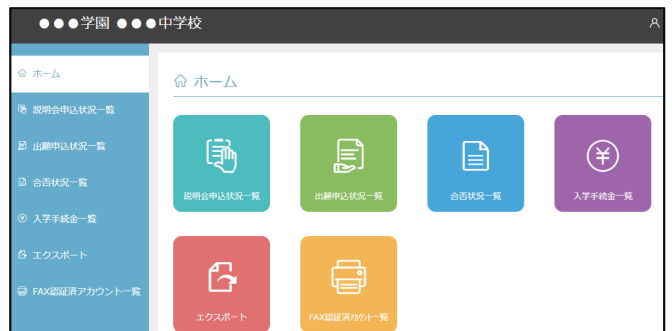 ●●●学園 ●●●中学校
ホーム
説明会申込状況一覧
出願申込状況一覧
合否状況一覧
入学手続金一覧
エクスポート
FAX認証済アカウント一覧
ホーム
説明会申込状況一覧
出願申込状況一覧
合否状況一覧
入学手続金一覧
エクスポート
FAX認証済アカウント一覧